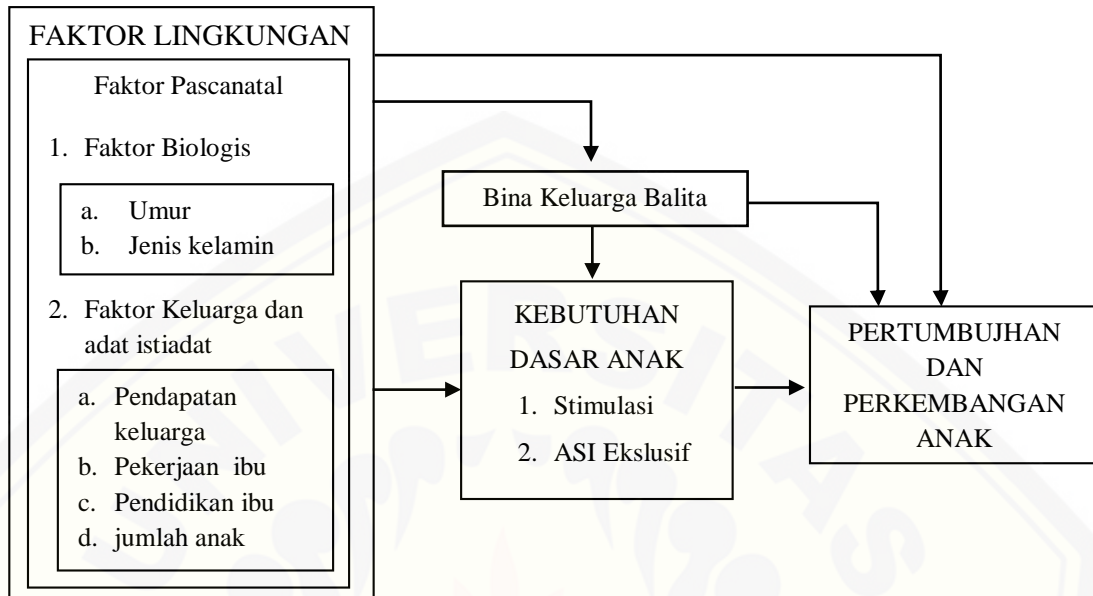 FAKTOR LINGKUNGAN
Faktor Pascanatal
1. Faktor Biologis
a. Umur
b. Jenis kelamin
2. Faktor Keluarga dan
adat istiadat
a. Pendapatan
keluarga
b. Pekerjaan ibu
c. Pendidikan ibu
d. jumlah anak
Bina Keluarga Balita
KEBUTUHAN
DASAR ANAK
1. Stimulasi
2. ASI Ekslusif
PERTUMBUJHAN
DAN
PERKEMBANGAN
ANAK
UNIVERSITAS